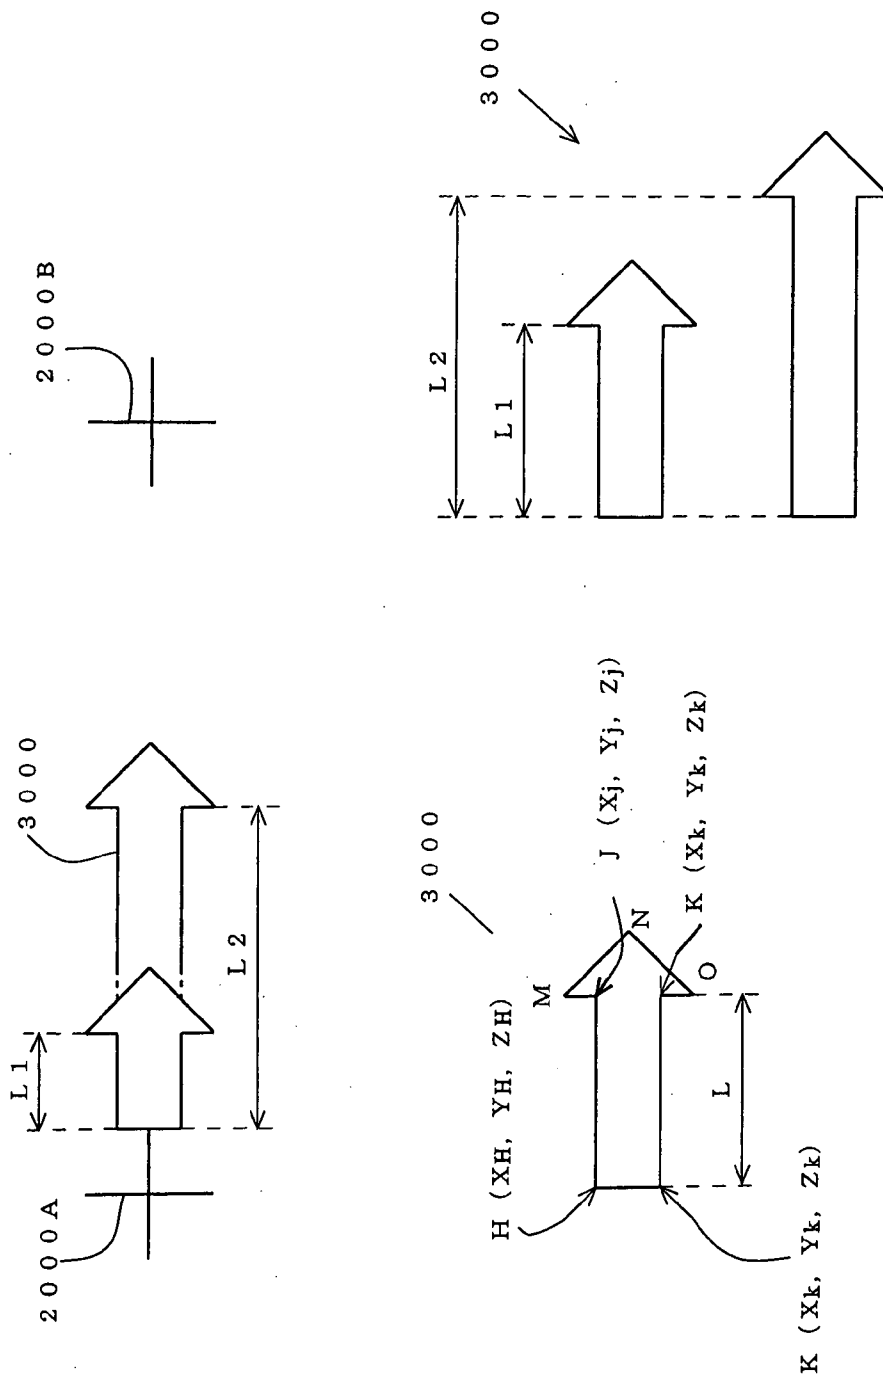 2000A
L1
3000
L2
2000B
3000
L2
L1
3000
H (XH, YH, ZH)
M
N
O
J (Xj, Yj, Zj)
K (Xk, Yk, Zk)
L
K (Xk, Yk, Zk)